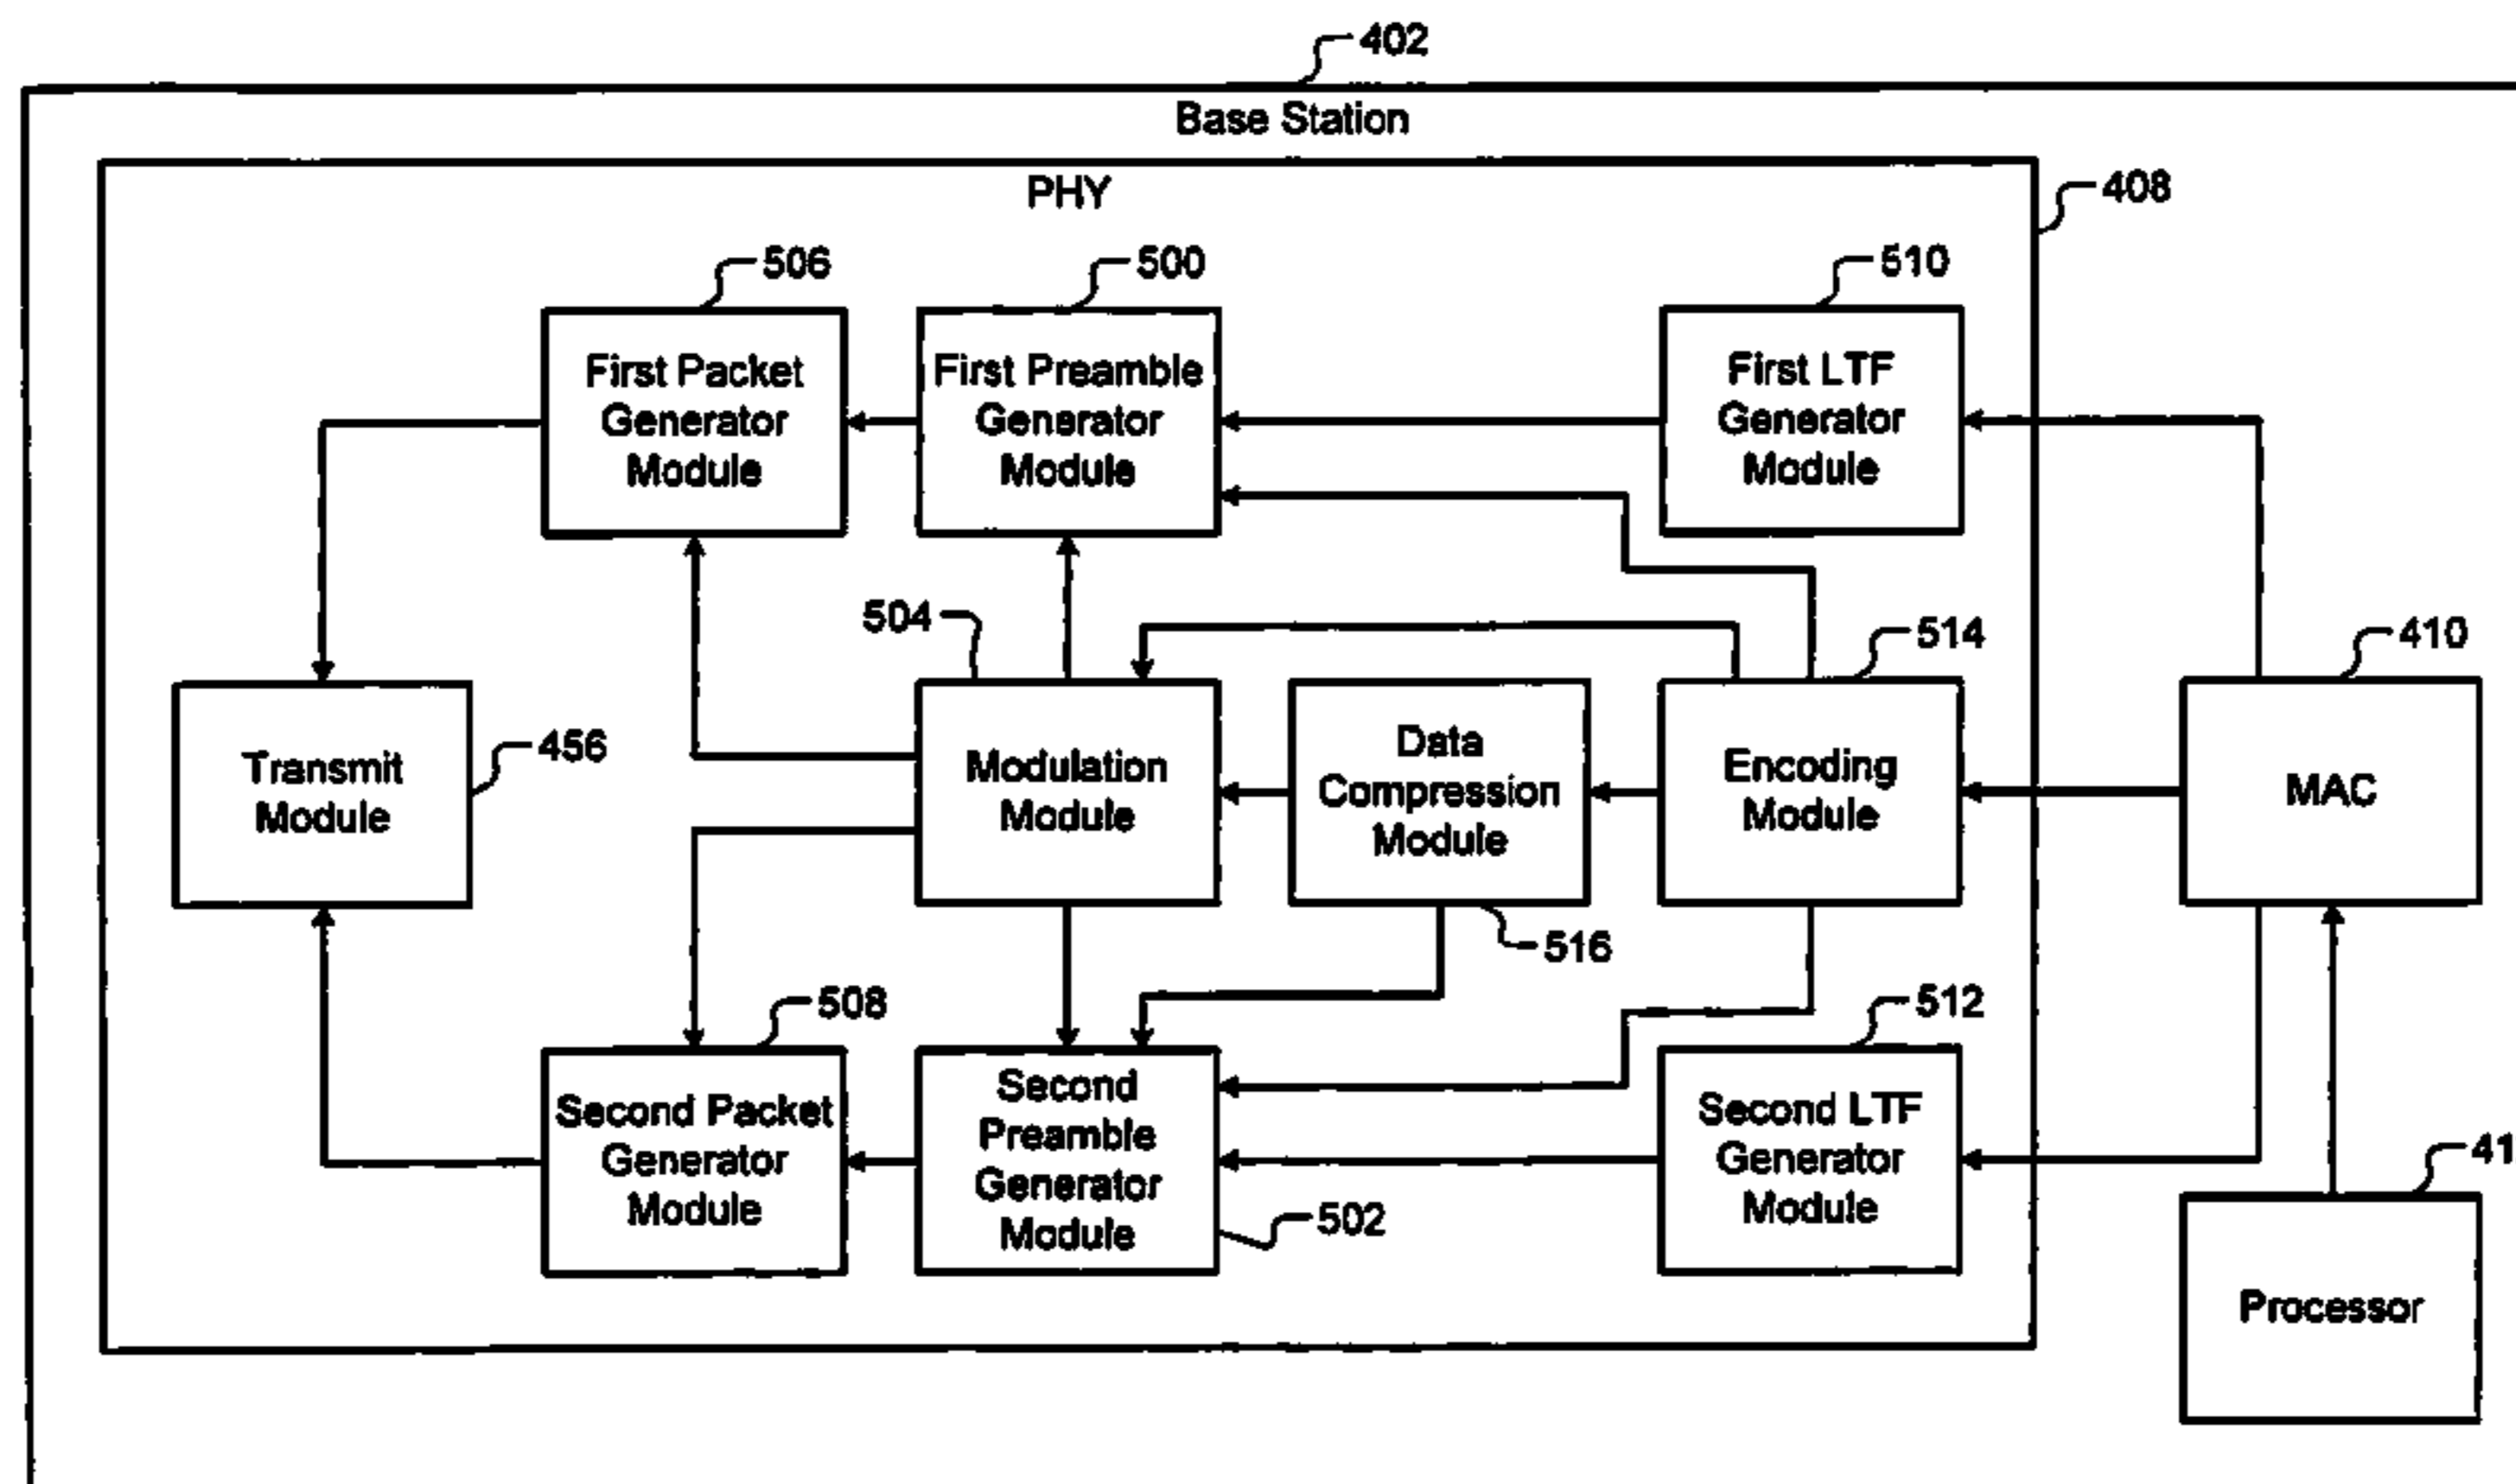 402
Base Station
PHY
408
506
500
510
First Packet
Generator
Module
First Preamble
Generator
Module
First LTF
Generator
Module
504
514
410
Transmit
Module
456
Modulation
Module
Data
Compression
Module
Encoding
Module
MAC
516
508
512
Second Packet
Generator
Module
Second
Preamble
Generator
Module
502
Second LTF
Generator
Module
41
Processor